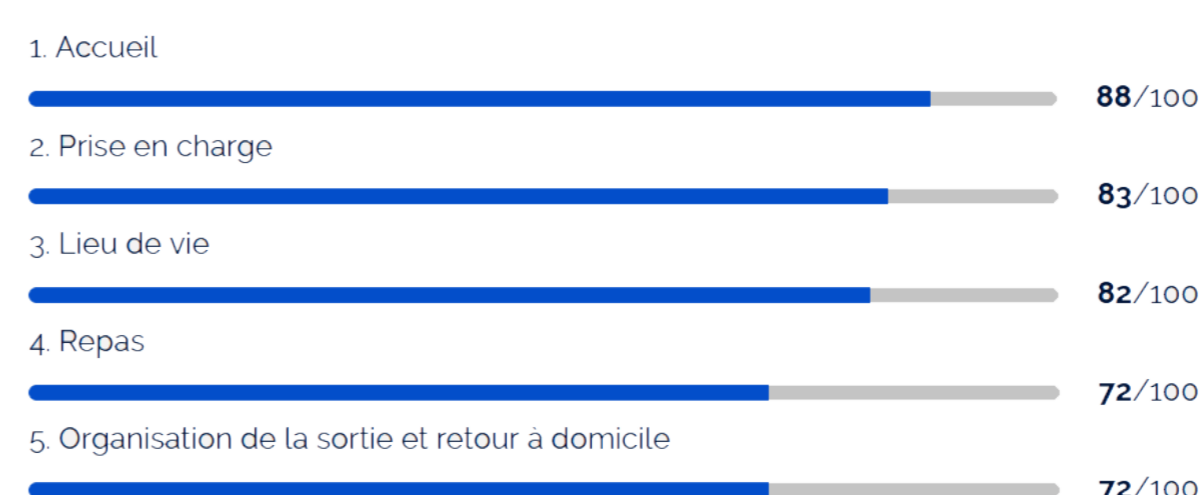 1. Accueil
88/100
2. Prise en charge
83/100
3. Lieu de vie
82/100
4. Repas
72/100
5. Organisation de la sortie et retour à domicile
72/100